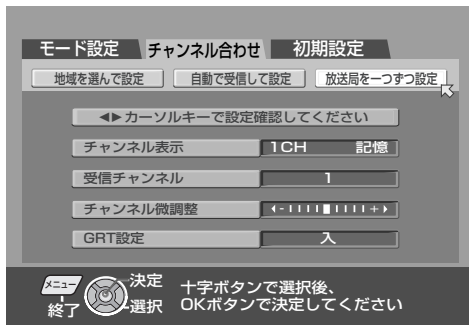 モード設定 チャンネル合わせ 初期設定
地域を選んで設定 自動で受信して設定 放送局を一つずつ設定
◀▶カーソルキーで設定確認してください
チャンネル表示 1CH 記憶
受信チャンネル 1
チャンネル微調整 -+
GRT設定 入
メニュー 決定 十字ボタンで選択後、
終了 選択 OKボタンで決定してください